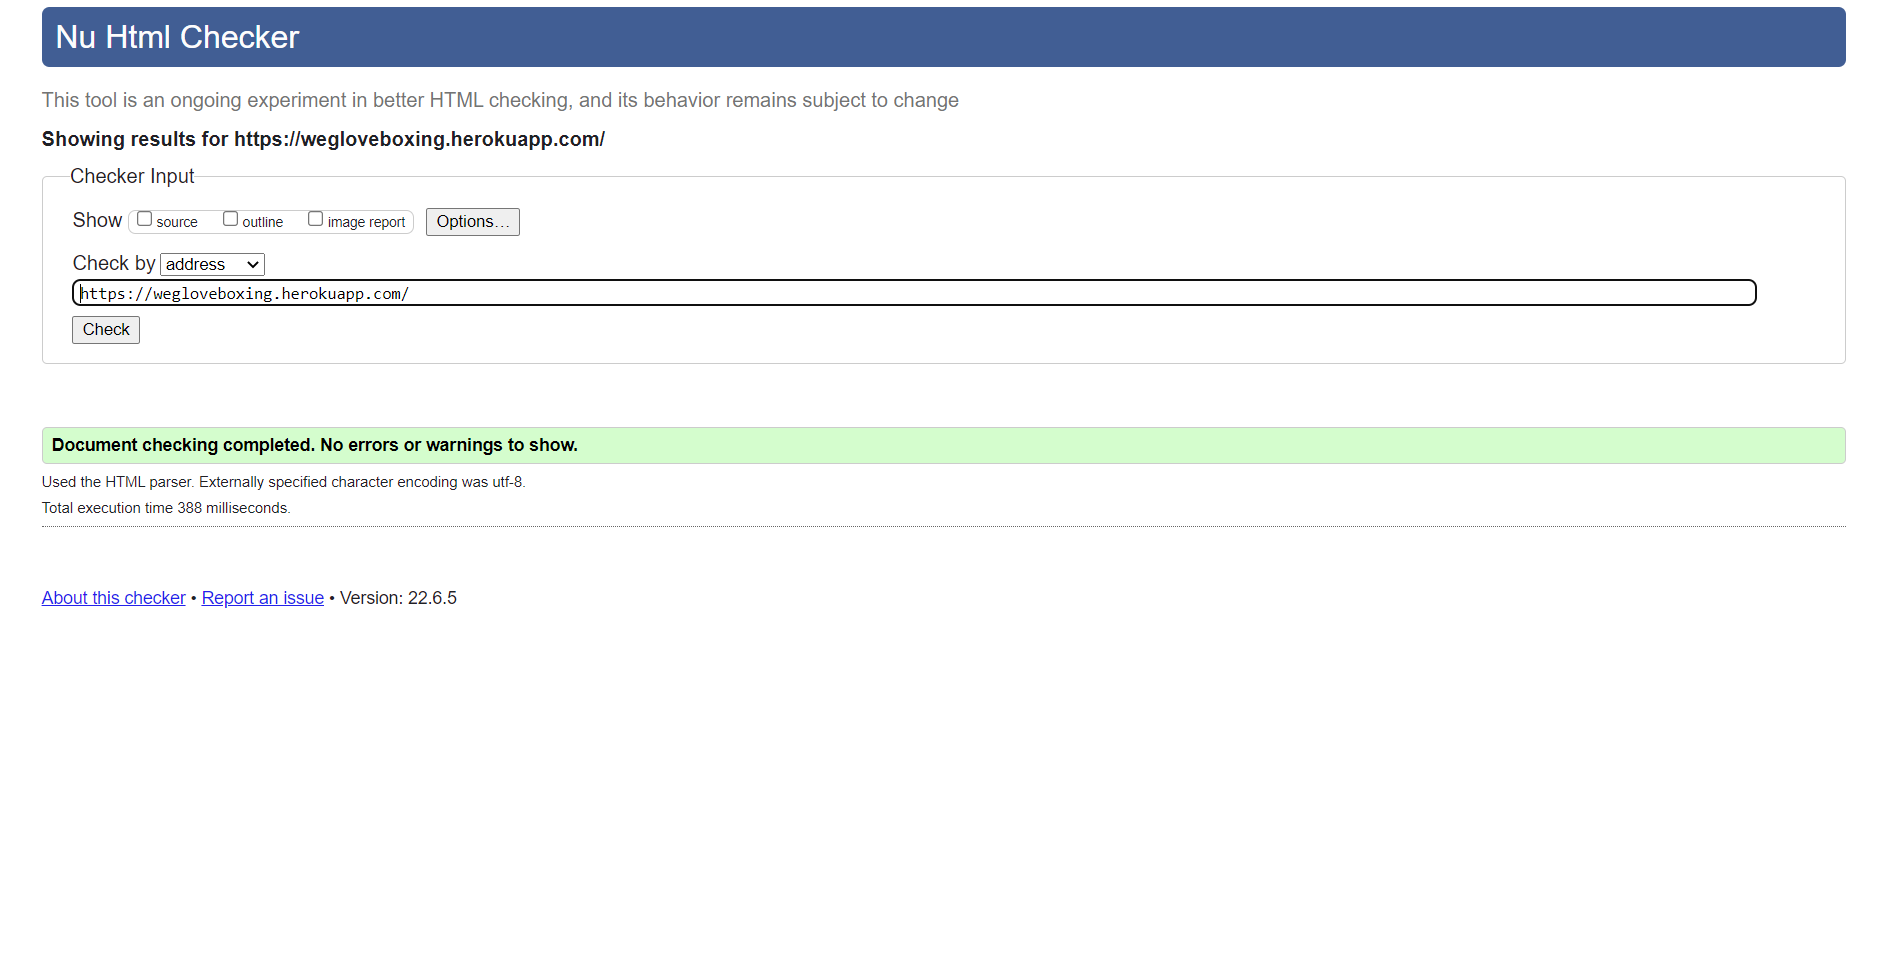 Nu Html Checker
This tool is an ongoing experiment in better HTML checking, and its behavior remains subject to change
Showing results for https://wegloveboxing.herokuapp.com/
Checker Input
Show source outline image report Options…
Check by address
https://wegloveboxing.herokuapp.com/
Check
Document checking completed. No errors or warnings to show.
Used the HTML parser. Externally specified character encoding was utf-8.
Total execution time 388 milliseconds.
About this checker • Report an issue • Version: 22.6.5